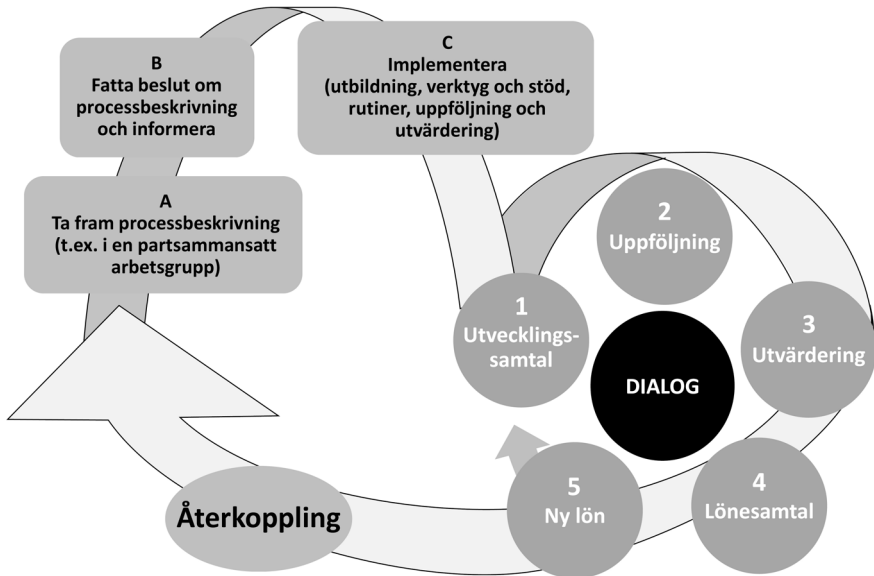 A
Ta fram processbeskrivning
(t.ex. i en partsammansatt
arbetsgrupp)
B
Fatta beslut om
processbeskrivning
och informera
C
Implementera
(utbildning, verktyg och stöd,
rutiner, uppföljning och
utvärdering)
1
Utvecklings-
samtal
2
Uppföljning
3
Utvärdering
4
Lönesamtal
5
Ny lön
DIALOG
Återkoppling